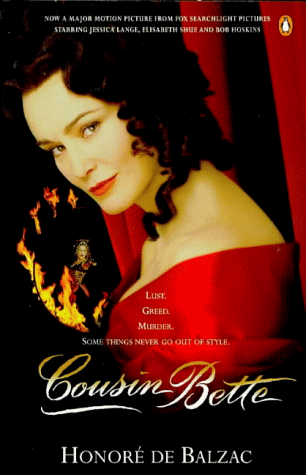 NOW A MAJOR MOTION PICTURE FROM FOX SEARCHLIGHT PICTURES
STARRING JESSICA LANGE, ELISABETH SHUE AND BOB HOSKINS
LUST.
GREED.
MURDER.
SOME THINGS NEVER GO OUT OF STYLE.
Cousin Bette
HONORÉ DE BALZAC